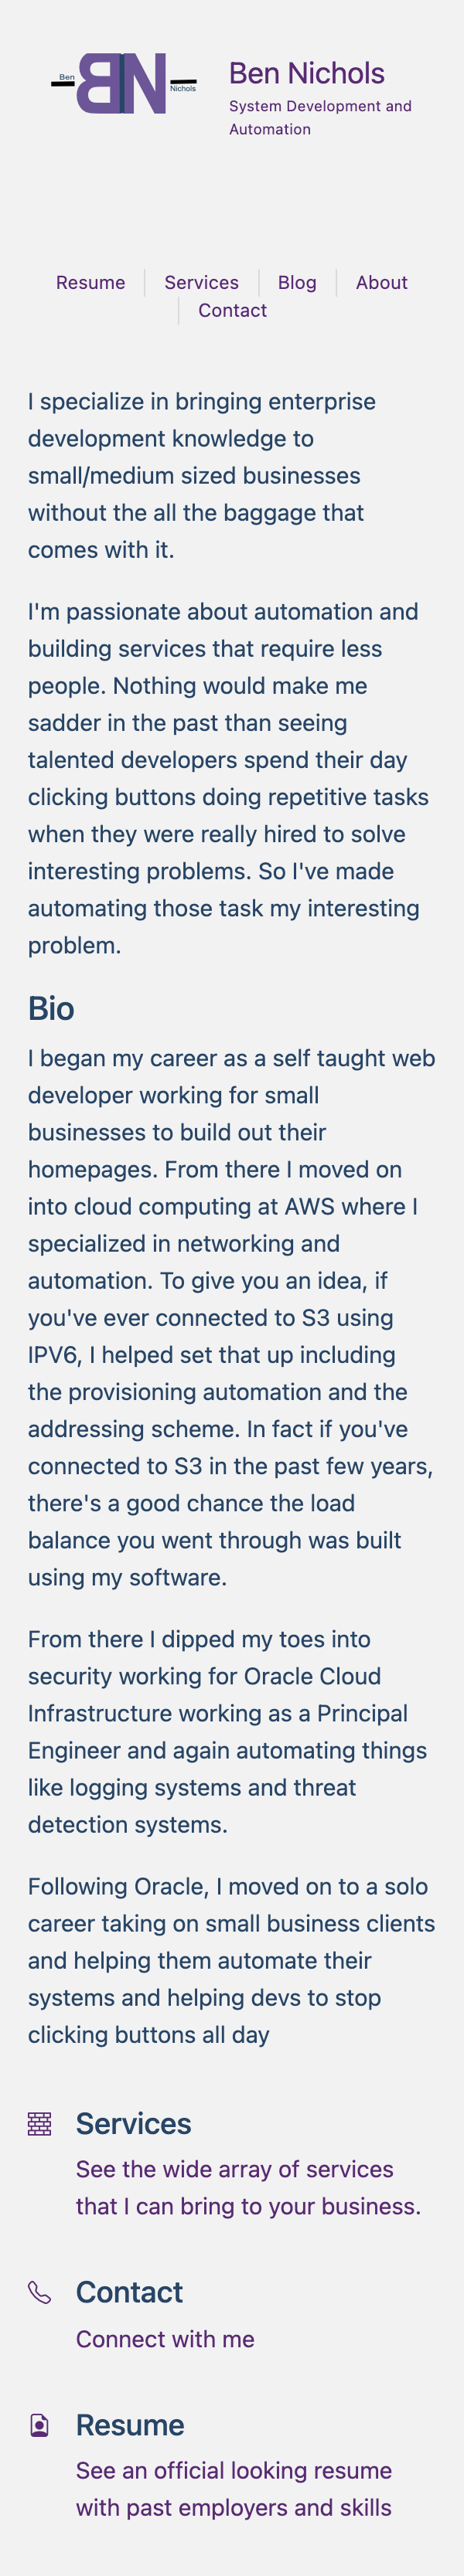 Ben
BN
Nichols
Ben Nichols
System Development and
Automation
Resume
Services
Blog
About
Contact
I specialize in bringing enterprise
development knowledge to
small/medium sized businesses
without the all the baggage that
comes with it.
I'm passionate about automation and
building services that require less
people. Nothing would make me
sadder in the past than seeing
talented developers spend their day
clicking buttons doing repetitive tasks
when they were really hired to solve
interesting problems. So I've made
automating those task my interesting
problem.
Bio
I began my career as a self taught web
developer working for small
businesses to build out their
homepages. From there I moved on
into cloud computing at AWS where I
specialized in networking and
automation. To give you an idea, if
you've ever connected to S3 using
IPV6, I helped set that up including
the provisioning automation and the
addressing scheme. In fact if you've
connected to S3 in the past few years,
there's a good chance the load
balance you went through was built
using my software.
From there I dipped my toes into
security working for Oracle Cloud
Infrastructure working as a Principal
Engineer and again automating things
like logging systems and threat
detection systems.
Following Oracle, I moved on to a solo
career taking on small business clients
and helping them automate their
systems and helping devs to stop
clicking buttons all day
Services
See the wide array of services
that I can bring to your business.
Contact
Connect with me
Resume
See an official looking resume
with past employers and skills